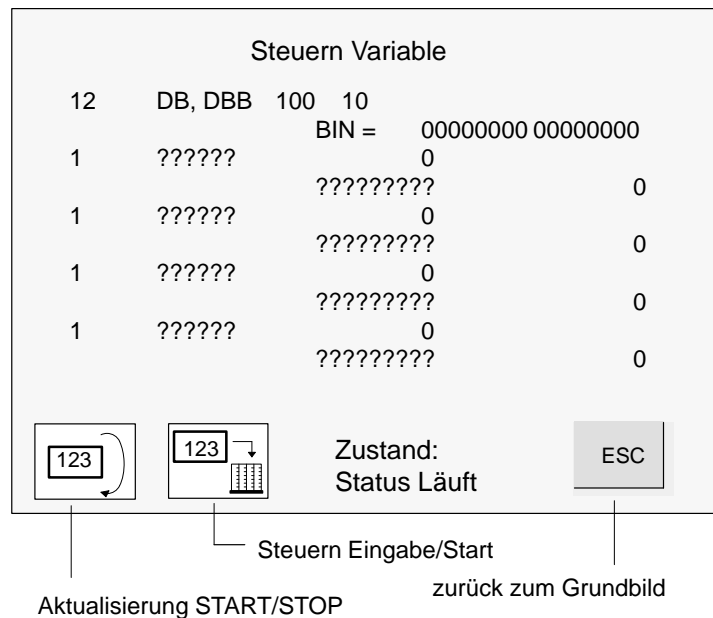 Steuern Variable
12 DB, DBB 100 10
BIN = 00000000 00000000
1 ?????? 0
????????? 0
1 ?????? 0
????????? 0
1 ?????? 0
????????? 0
1 ?????? 0
????????? 0
123 123 Zustand: ESC
Status Läuft
Steuern Eingabe/Start
zurück zum Grundbild
Aktualisierung START/STOP